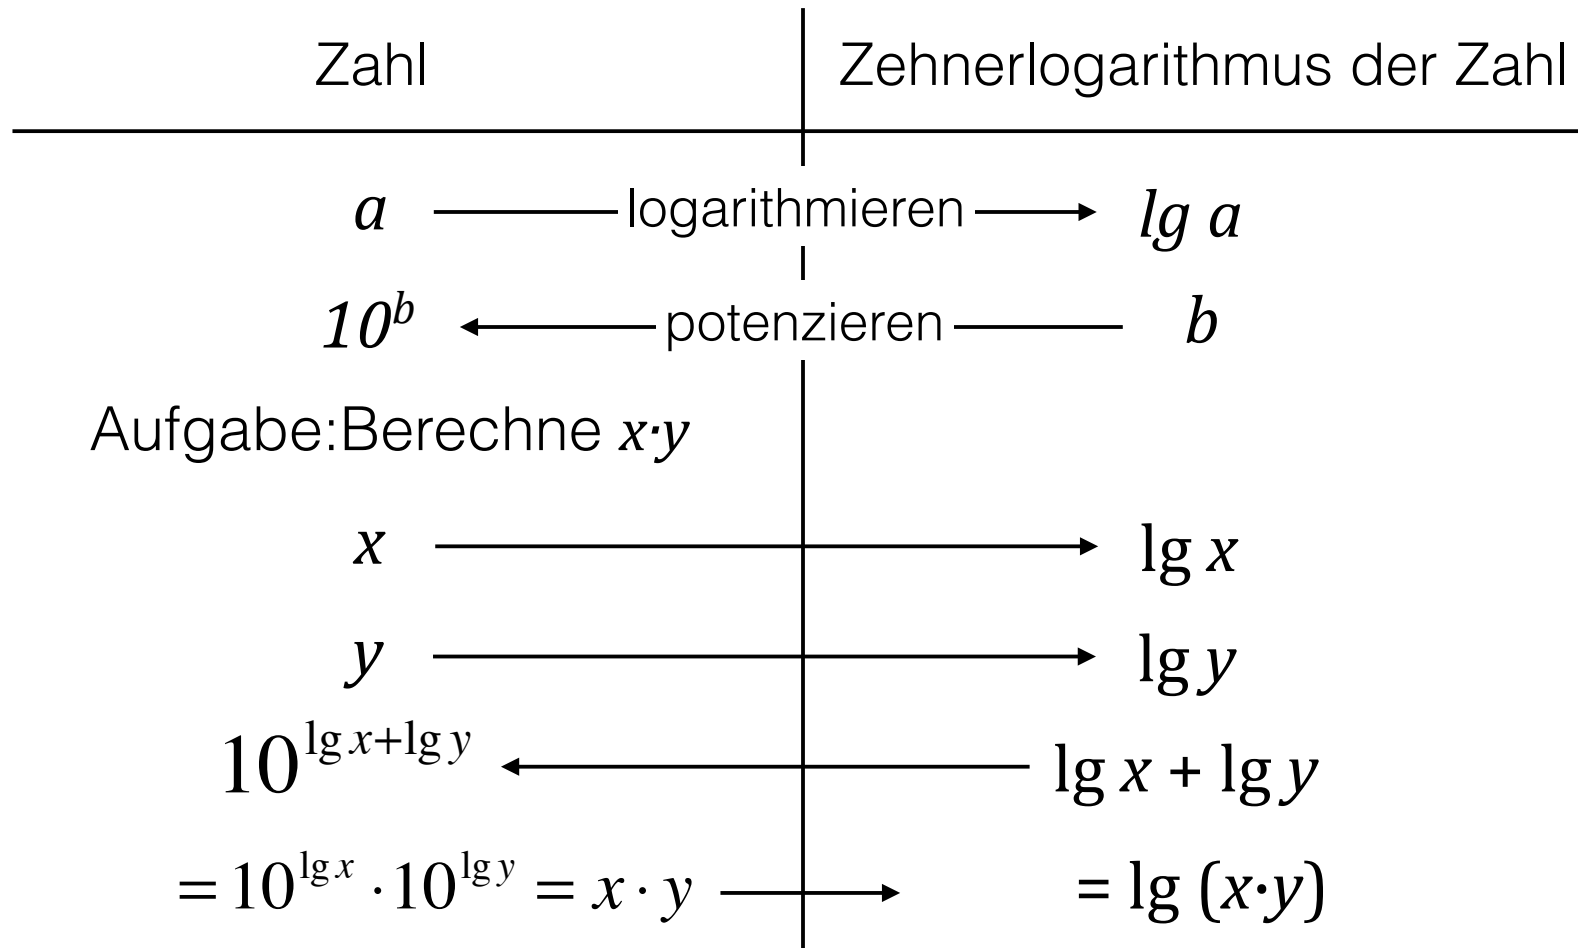 Zahl Zehnerlogarithmus der Zahl
a logarithmieren lg a
10^b potenzieren b
Aufgabe:Berechne x·y
x lg x
y lg y
10^{lg x+lg y} lg x + lg y
= 10^{lg x} · 10^{lg y} = x · y = lg (x·y)